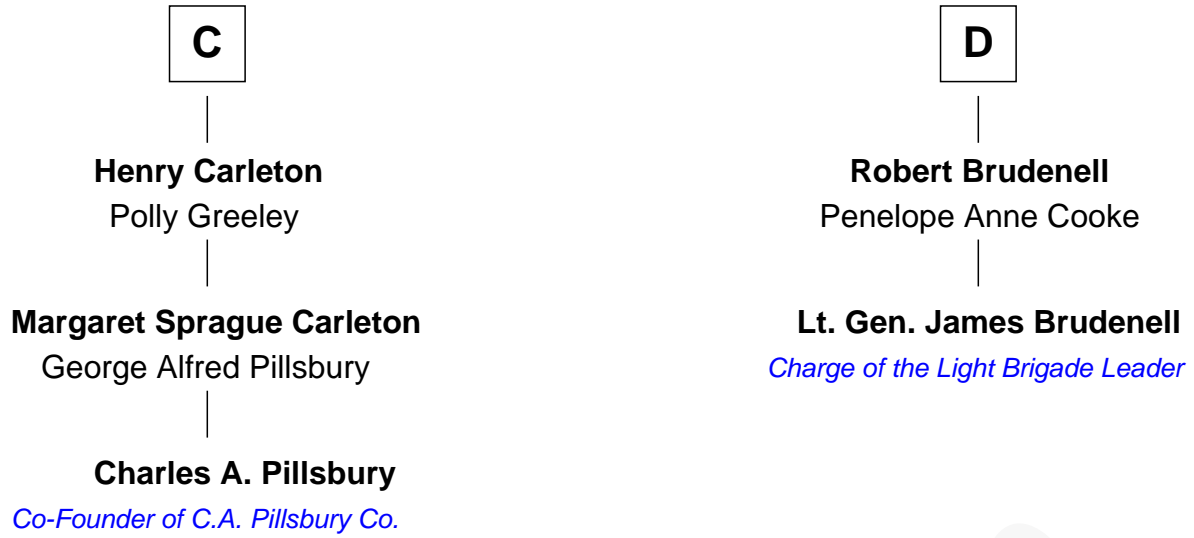 C
Henry Carleton
Polly Greeley
Margaret Sprague Carleton
George Alfred Pillsbury
Charles A. Pillsbury
Co-Founder of C.A. Pillsbury Co.
D
Robert Brudenell
Penelope Anne Cooke
Lt. Gen. James Brudenell
Charge of the Light Brigade Leader